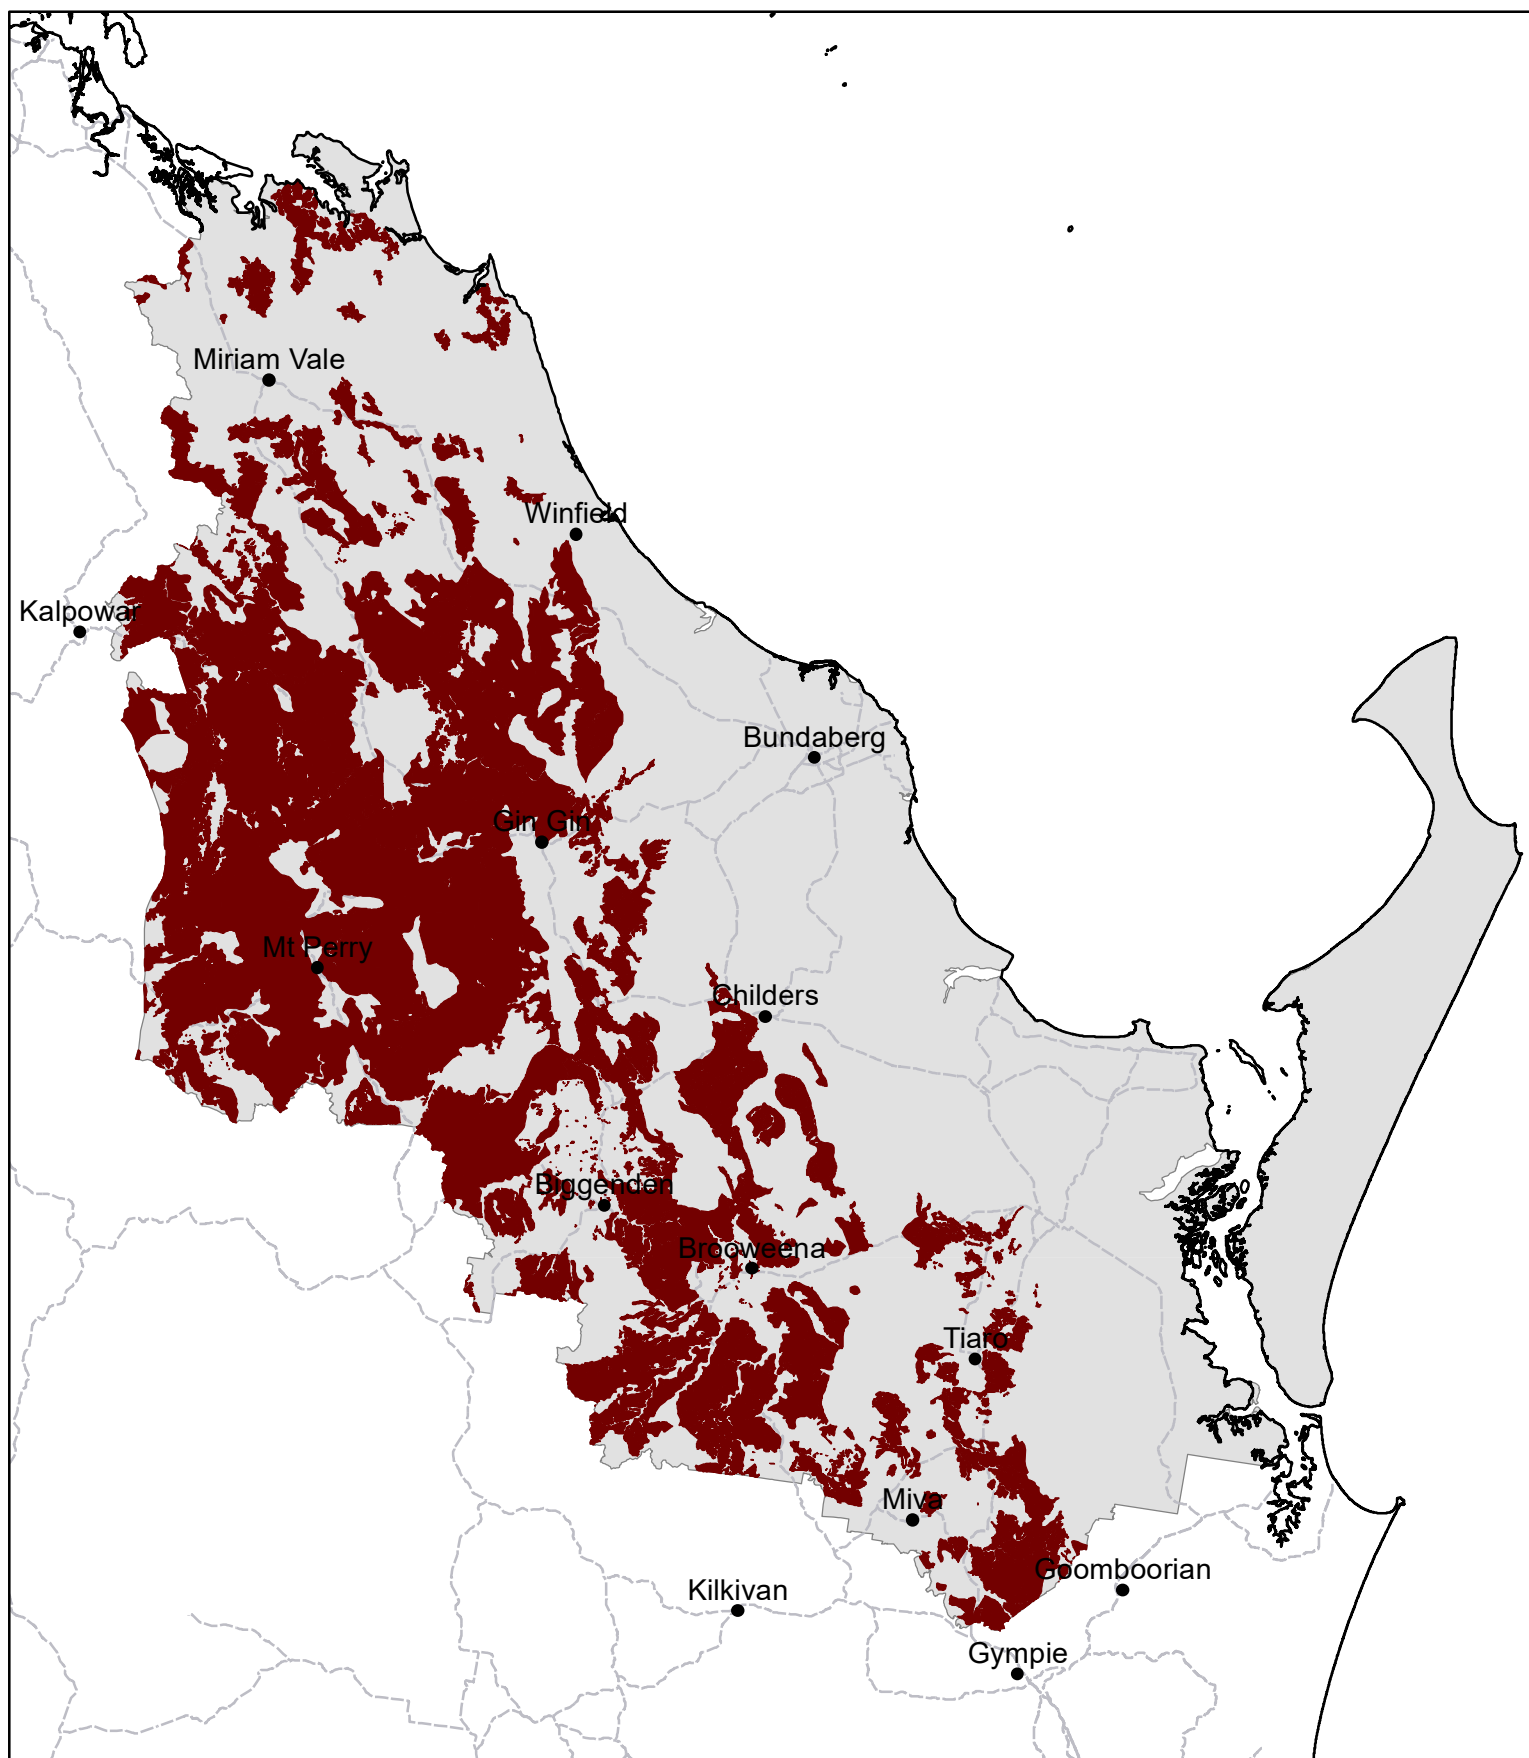 Miriam Vale
Winfield
Kalpowar
Bundaberg
Gin Gin
Mt Perry
Childers
Biggenden
Brooweena
Tiaro
Miva
Goomboorian
Kilkivan
Gympie